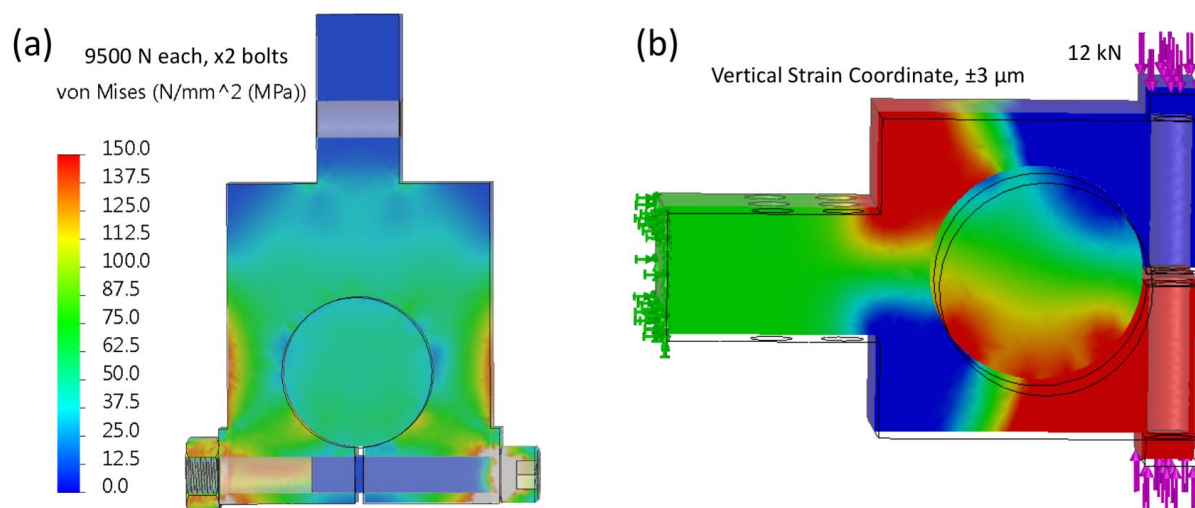 (a)
9500 N each, x2 bolts
von Mises (N/mm^2 (MPa))
150.0
137.5
125.0
112.5
100.0
87.5
75.0
62.5
50.0
37.5
25.0
12.5
0.0
(b)
12 kN
Vertical Strain Coordinate, ±3 µm